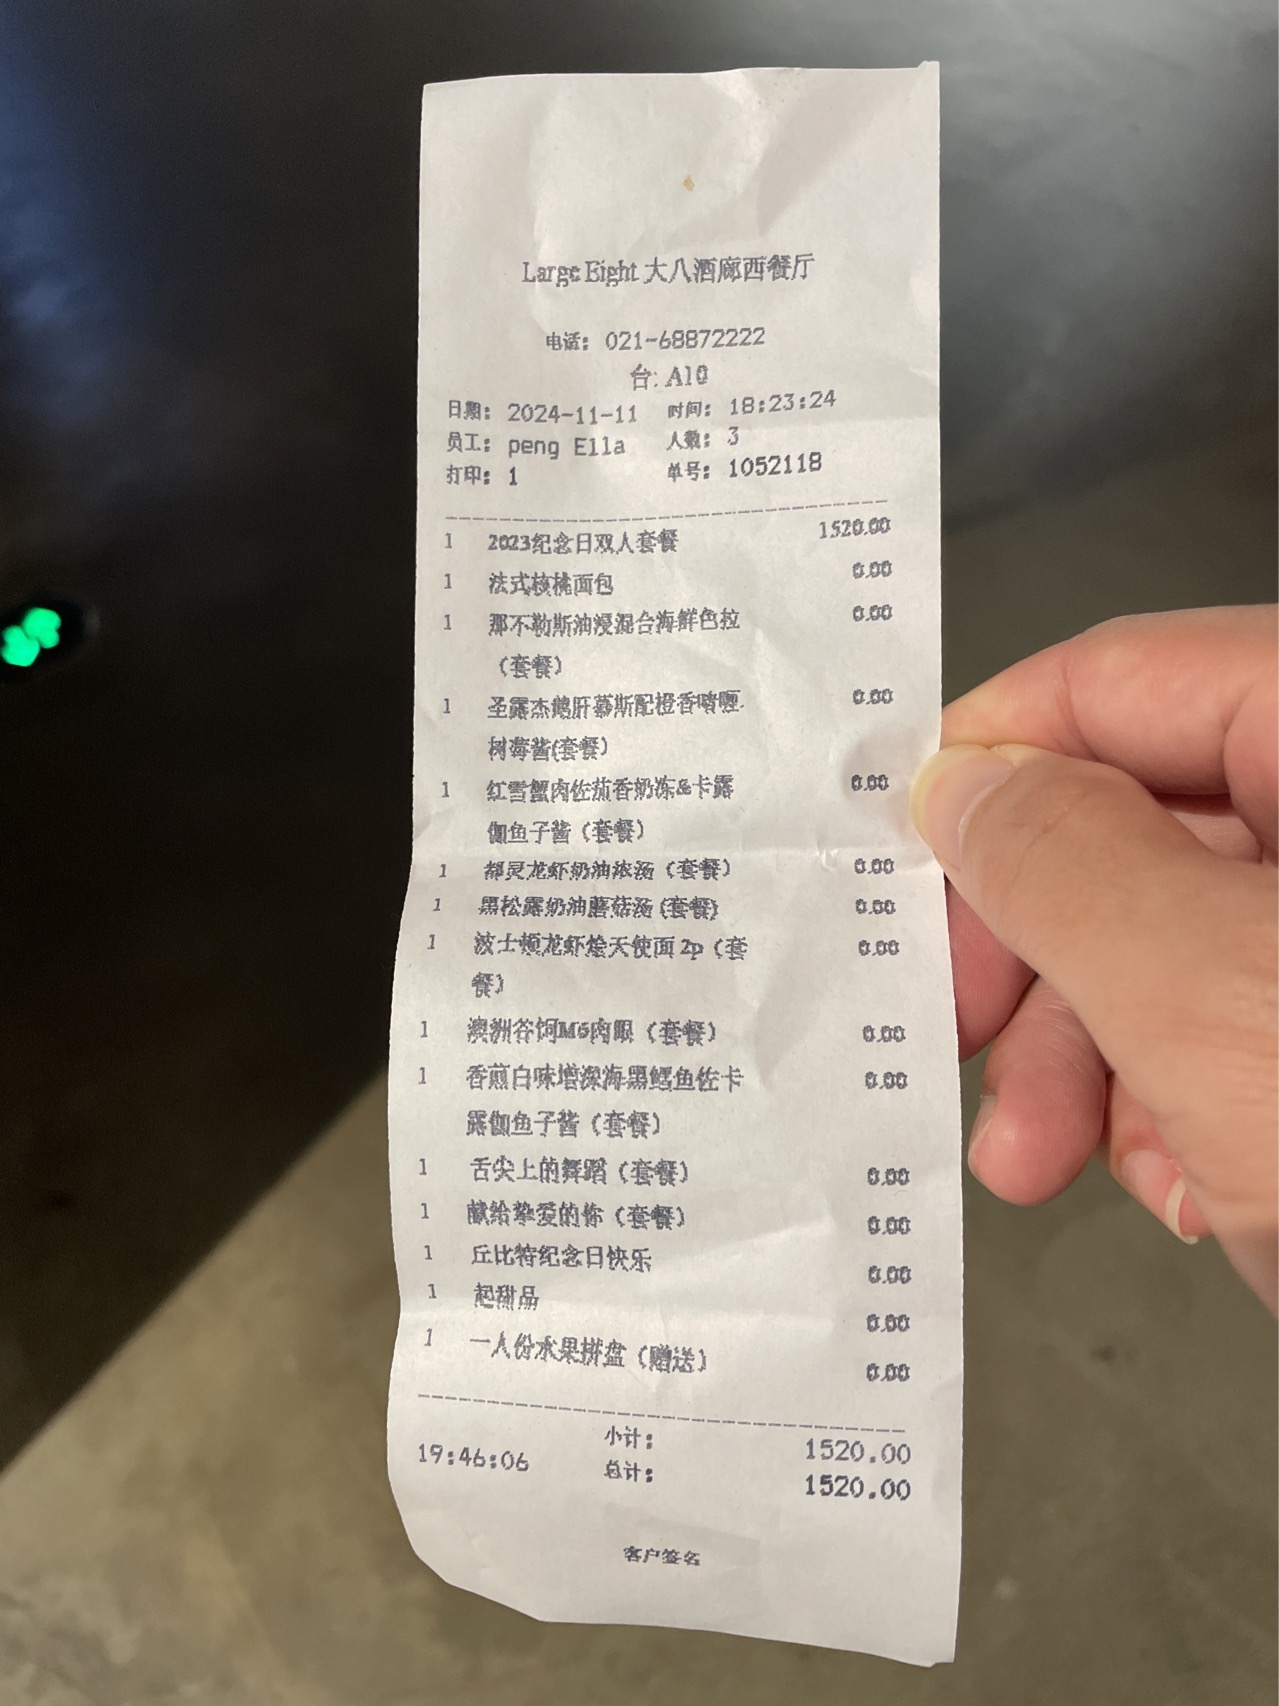 Large Eight 大八酒廊西餐厅
电话: 021-68872222
台: A10
日期: 2024-11-11 时间: 18:23:24
员工: peng Ella 人数: 3
打印: 1 单号: 1052118
1 2023纪念日双人套餐 1520.00
1 法式核桃面包 0.00
1 那不勒斯油浸混合海鲜色拉 0.00
(套餐)
1 圣露杰鹅肝慕斯配橙香啫喱. 0.00
树莓酱(套餐)
1 红雪蟹肉佐茄香奶冻&卡露 0.00
伽鱼子酱(套餐)
1 都灵龙虾奶油浓汤(套餐) 0.00
1 黑松露奶油蘑菇汤(套餐) 0.00
1 波士顿龙虾烩天使面 2p(套 0.00
餐)
1 澳洲谷饲M6肉眼(套餐) 0.00
1 香煎白味增深海黑鳕鱼佐卡 0.00
露伽鱼子酱(套餐)
1 舌尖上的舞蹈(套餐) 0.00
1 献给挚爱的你(套餐) 0.00
1 丘比特纪念日快乐 0.00
1 起甜品 0.00
1 一人份水果拼盘(赠送) 0.00
小计: 1520.00
19:46:06 总计: 1520.00
客户签名